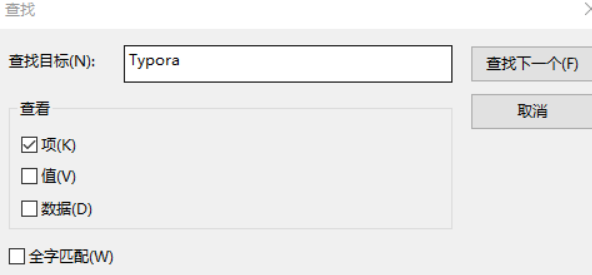 查找
查找目标(N):
Typora
查找下一个(F)
取消
查看
项(K)
值(V)
数据(D)
全字匹配(W)